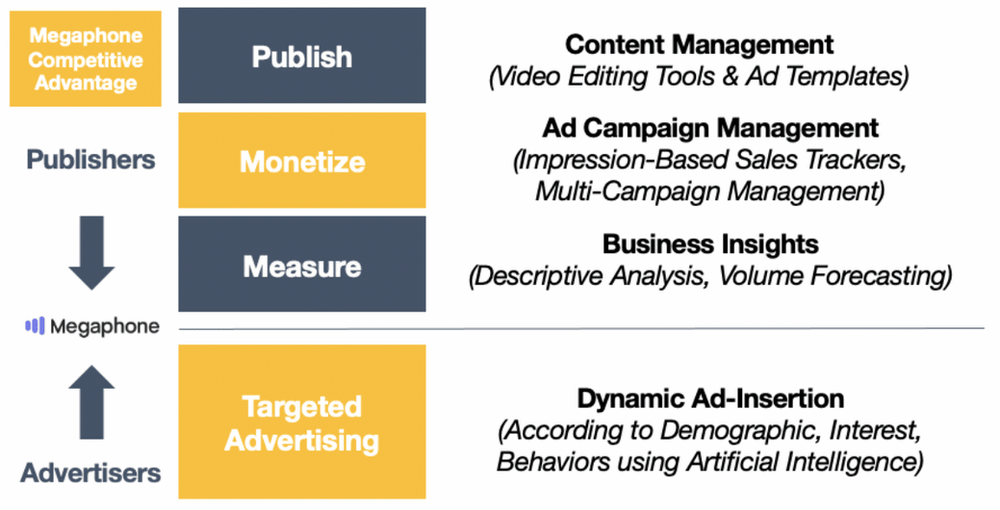 Megaphone
Competitive
Advantage
Publish
Content Management
(Video Editing Tools & Ad Templates)
Publishers
Monetize
Ad Campaign Management
(Impression-Based Sales Trackers,
Multi-Campaign Management)
Measure
Business Insights
(Descriptive Analysis, Volume Forecasting)
Megaphone
Advertisers
Targeted
Advertising
Dynamic Ad-Insertion
(According to Demographic, Interest,
Behaviors using Artificial Intelligence)